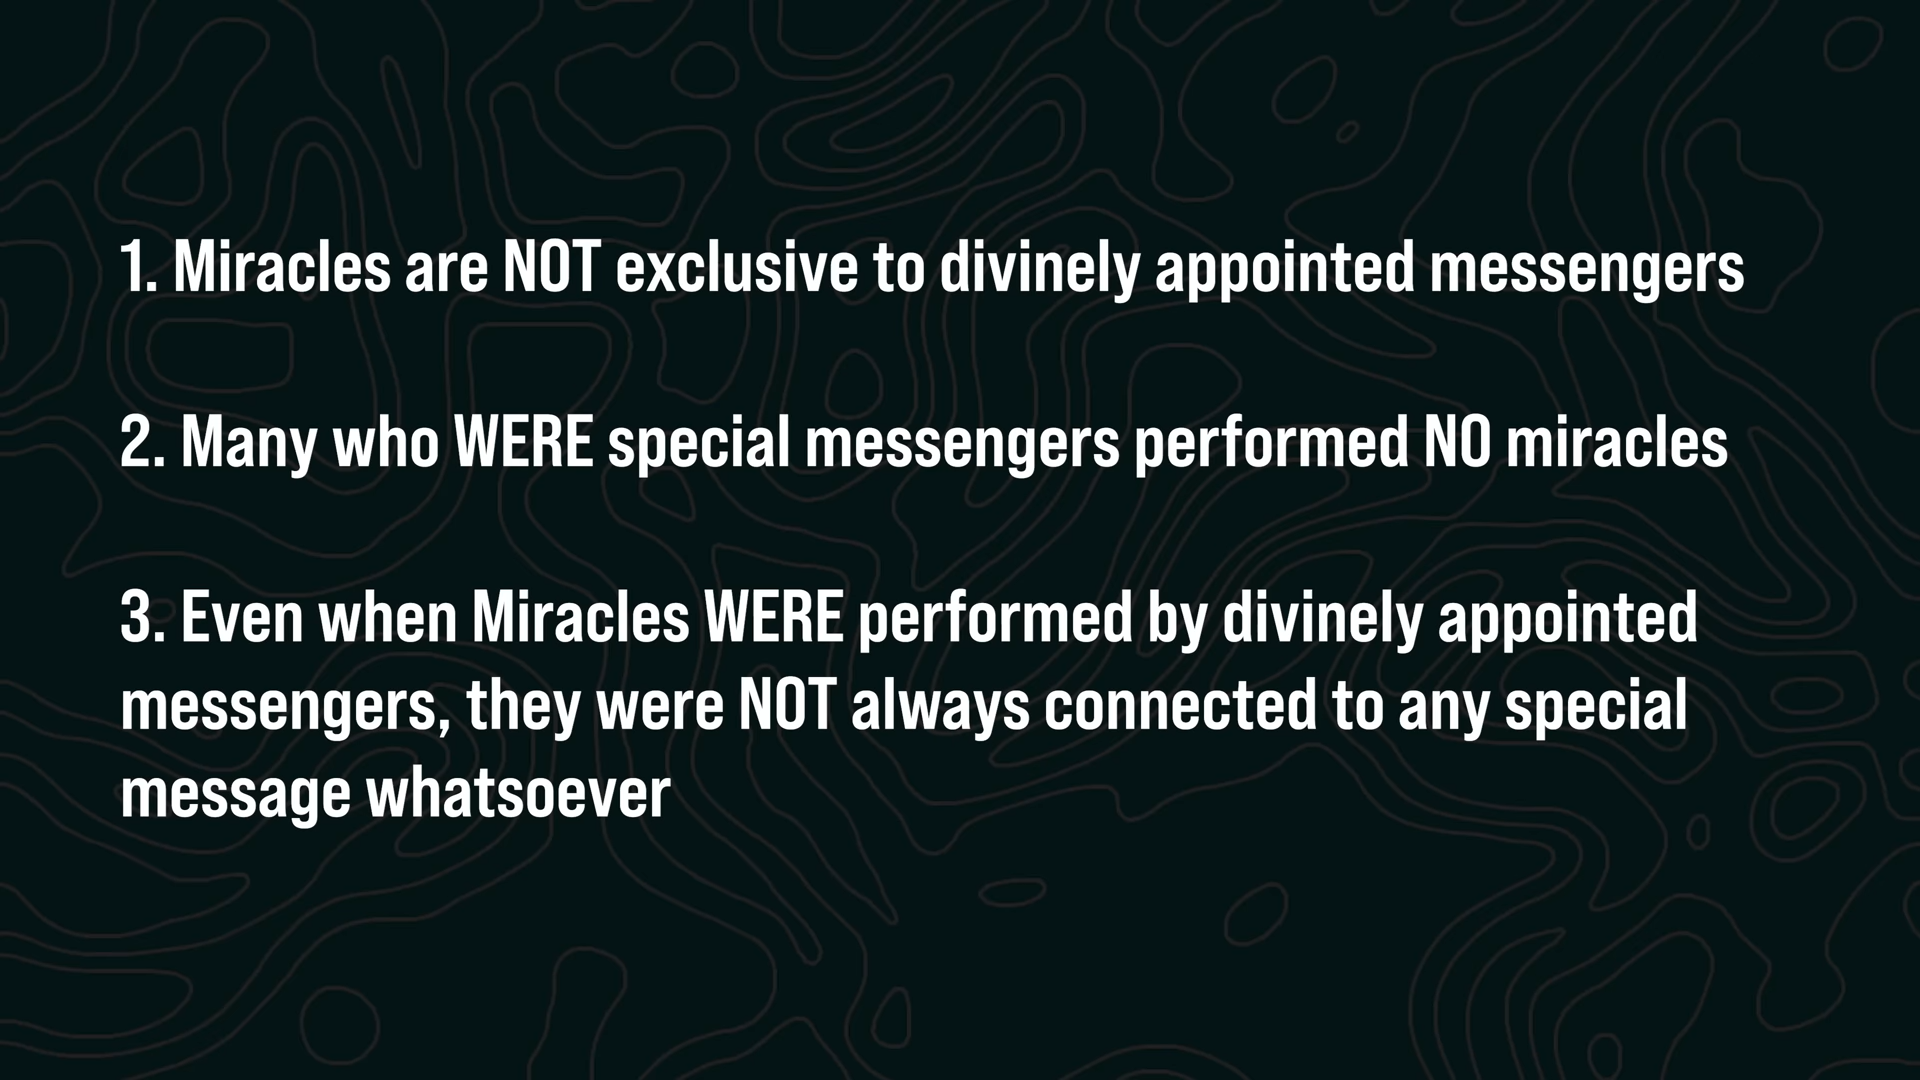 1. Miracles are NOT exclusive to divinely appointed messengers
2. Many who WERE special messengers performed NO miracles
3. Even when Miracles WERE performed by divinely appointed
messengers, they were NOT always connected to any special
message whatsoever